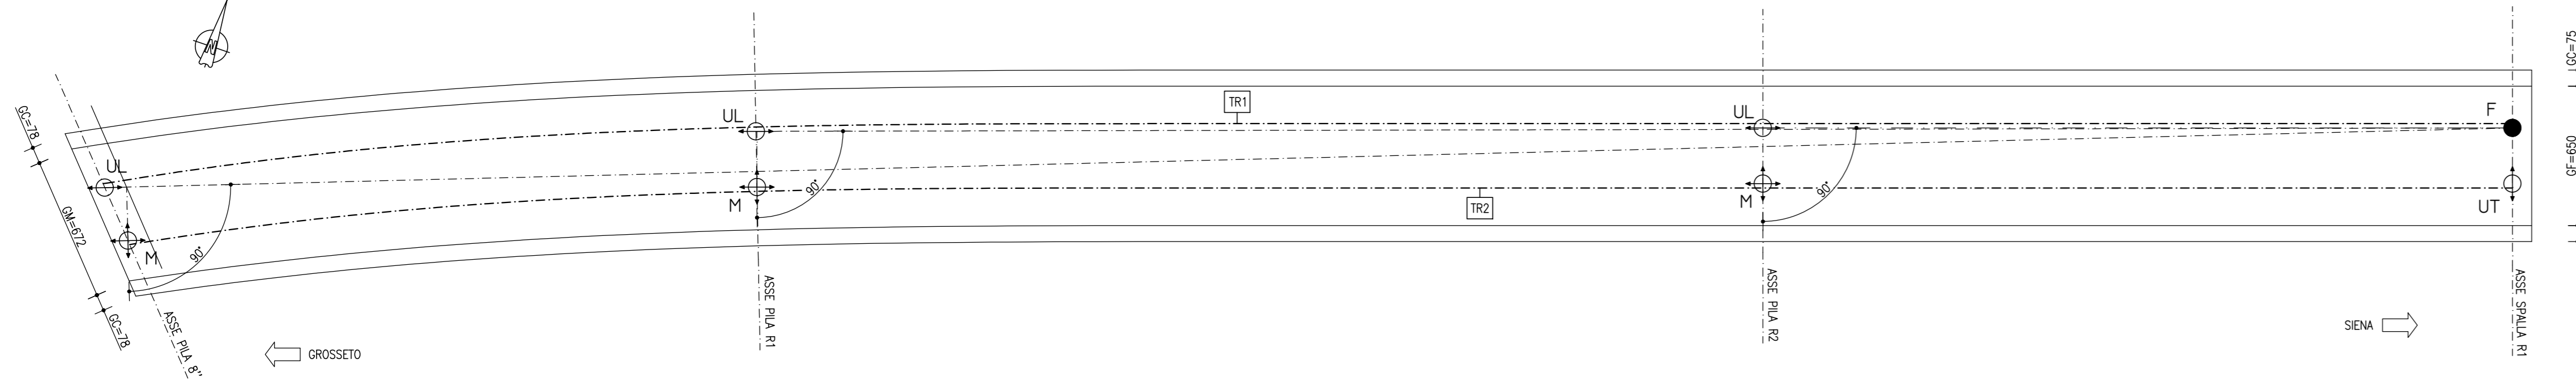 N
GC=75
GC=78
TR1
UL
UL
F
GF=650
UL
90°
90°
90°
GM=672
M
M
TR2
UT
M
GC=78
ASSE PILA 8"
ASSE PILA R1
ASSE PILA R2
ASSE SPALLA R1
SIENA
GROSSETO